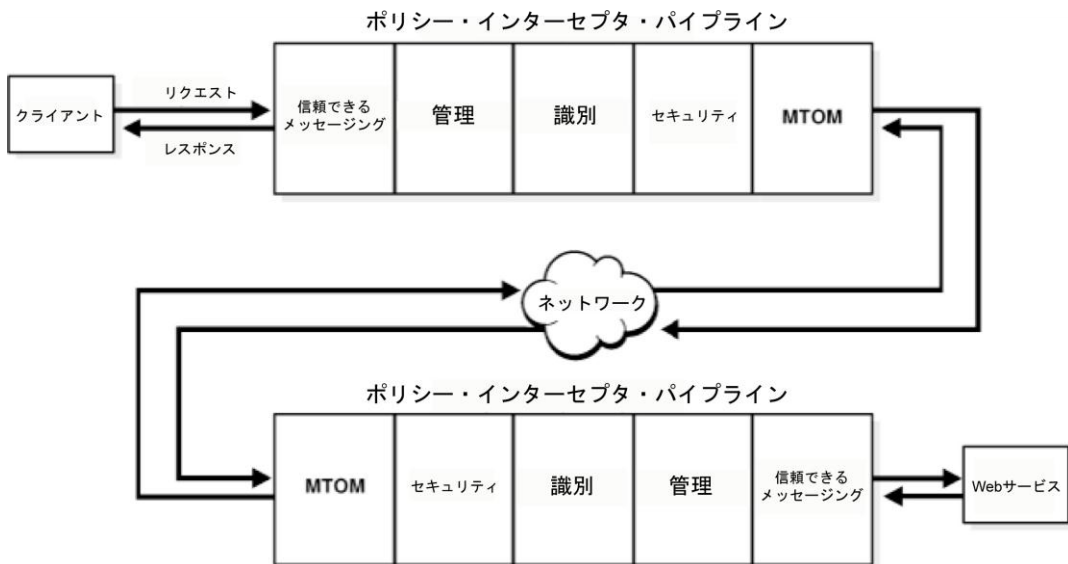 ポリシー・インターセプタ・パイプライン
クライアント
リクエスト
レスポンス
信頼できる
メッセージング
管理
識別
セキュリティ
MTOM
ネットワーク
ポリシー・インターセプタ・パイプライン
MTOM
セキュリティ
識別
管理
信頼できる
メッセージング
Webサービス